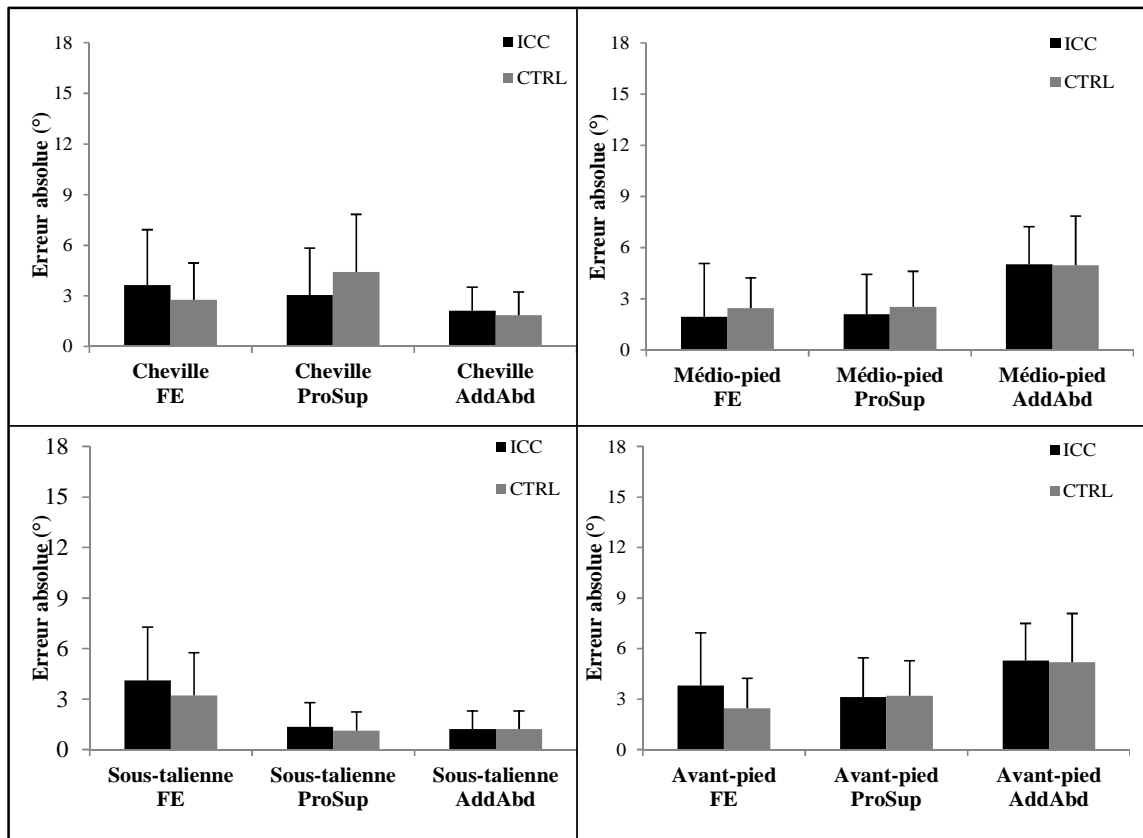 Erreur absolue (°)
18
15
12
9
6
3
0
ICC
CTRL
Cheville FE
Cheville ProSup
Cheville AddAbd
Erreur absolue (°)
18
15
12
9
6
3
0
ICC
CTRL
Médio-pied FE
Médio-pied ProSup
Médio-pied AddAbd
Erreur absolue (°)
18
15
12
9
6
3
0
ICC
CTRL
Sous-talienne FE
Sous-talienne ProSup
Sous-talienne AddAbd
Erreur absolue (°)
18
15
12
9
6
3
0
ICC
CTRL
Avant-pied FE
Avant-pied ProSup
Avant-pied AddAbd